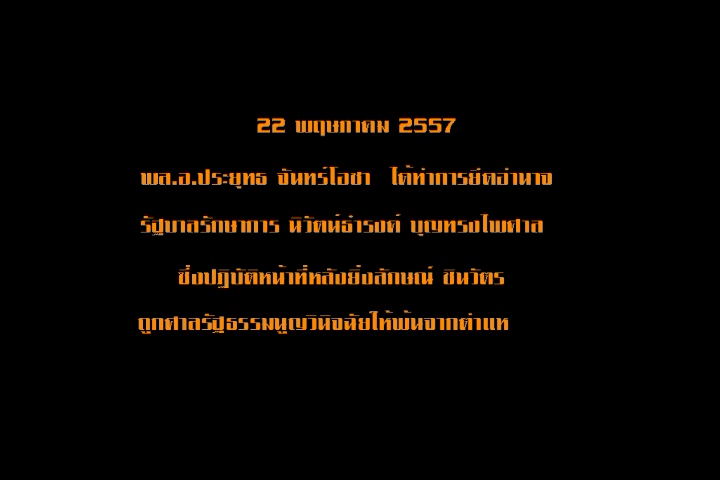 22 พฤษภาคม 2557
พล.อ.ประยุทธ จันทร์โอชา ได้ทำการยึดอำนาจ
รัฐบาลรักษาการ นิวัฒน์ธำรงค์ บุญทรงไพศาล
ซึ่งปฏิบัติหน้าที่หลังยิ่งลักษณ์ ชินวัตร
ถูกศาลรัฐธรรมนูญวินิจฉัยให้พ้นจากตำแห